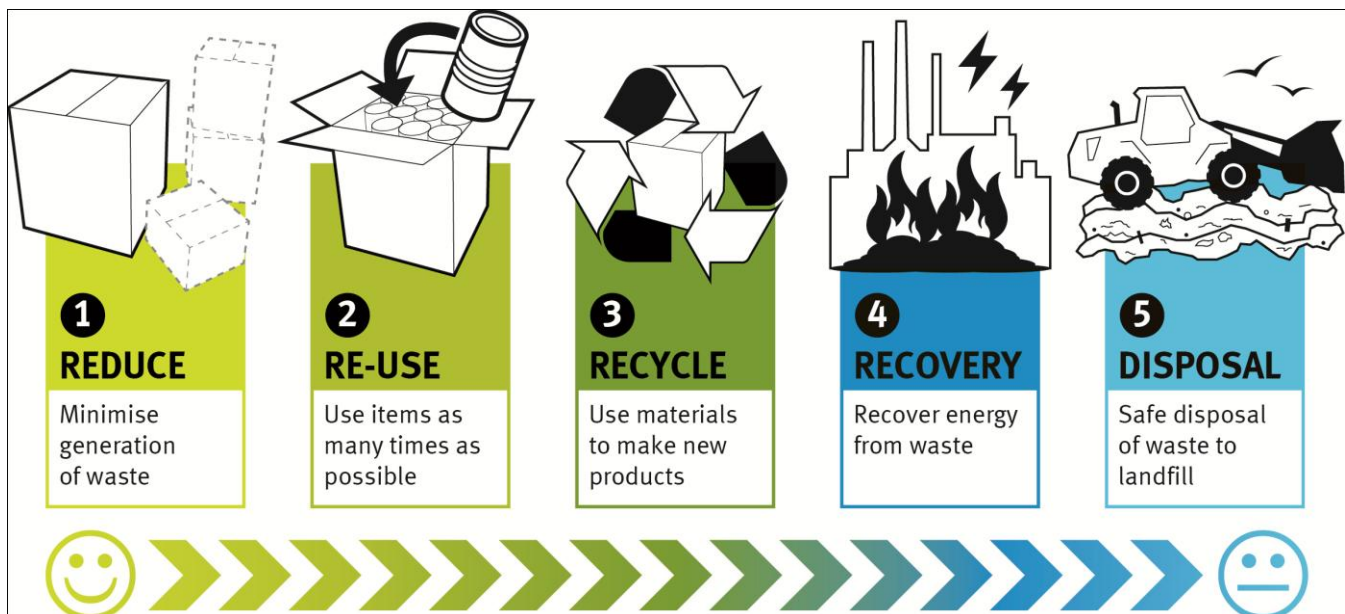 1
REDUCE
Minimise
generation
of waste
2
RE-USE
Use items as
many times as
possible
3
RECYCLE
Use materials
to make new
products
4
RECOVERY
Recover energy
from waste
5
DISPOSAL
Safe disposal
of waste to
landfill